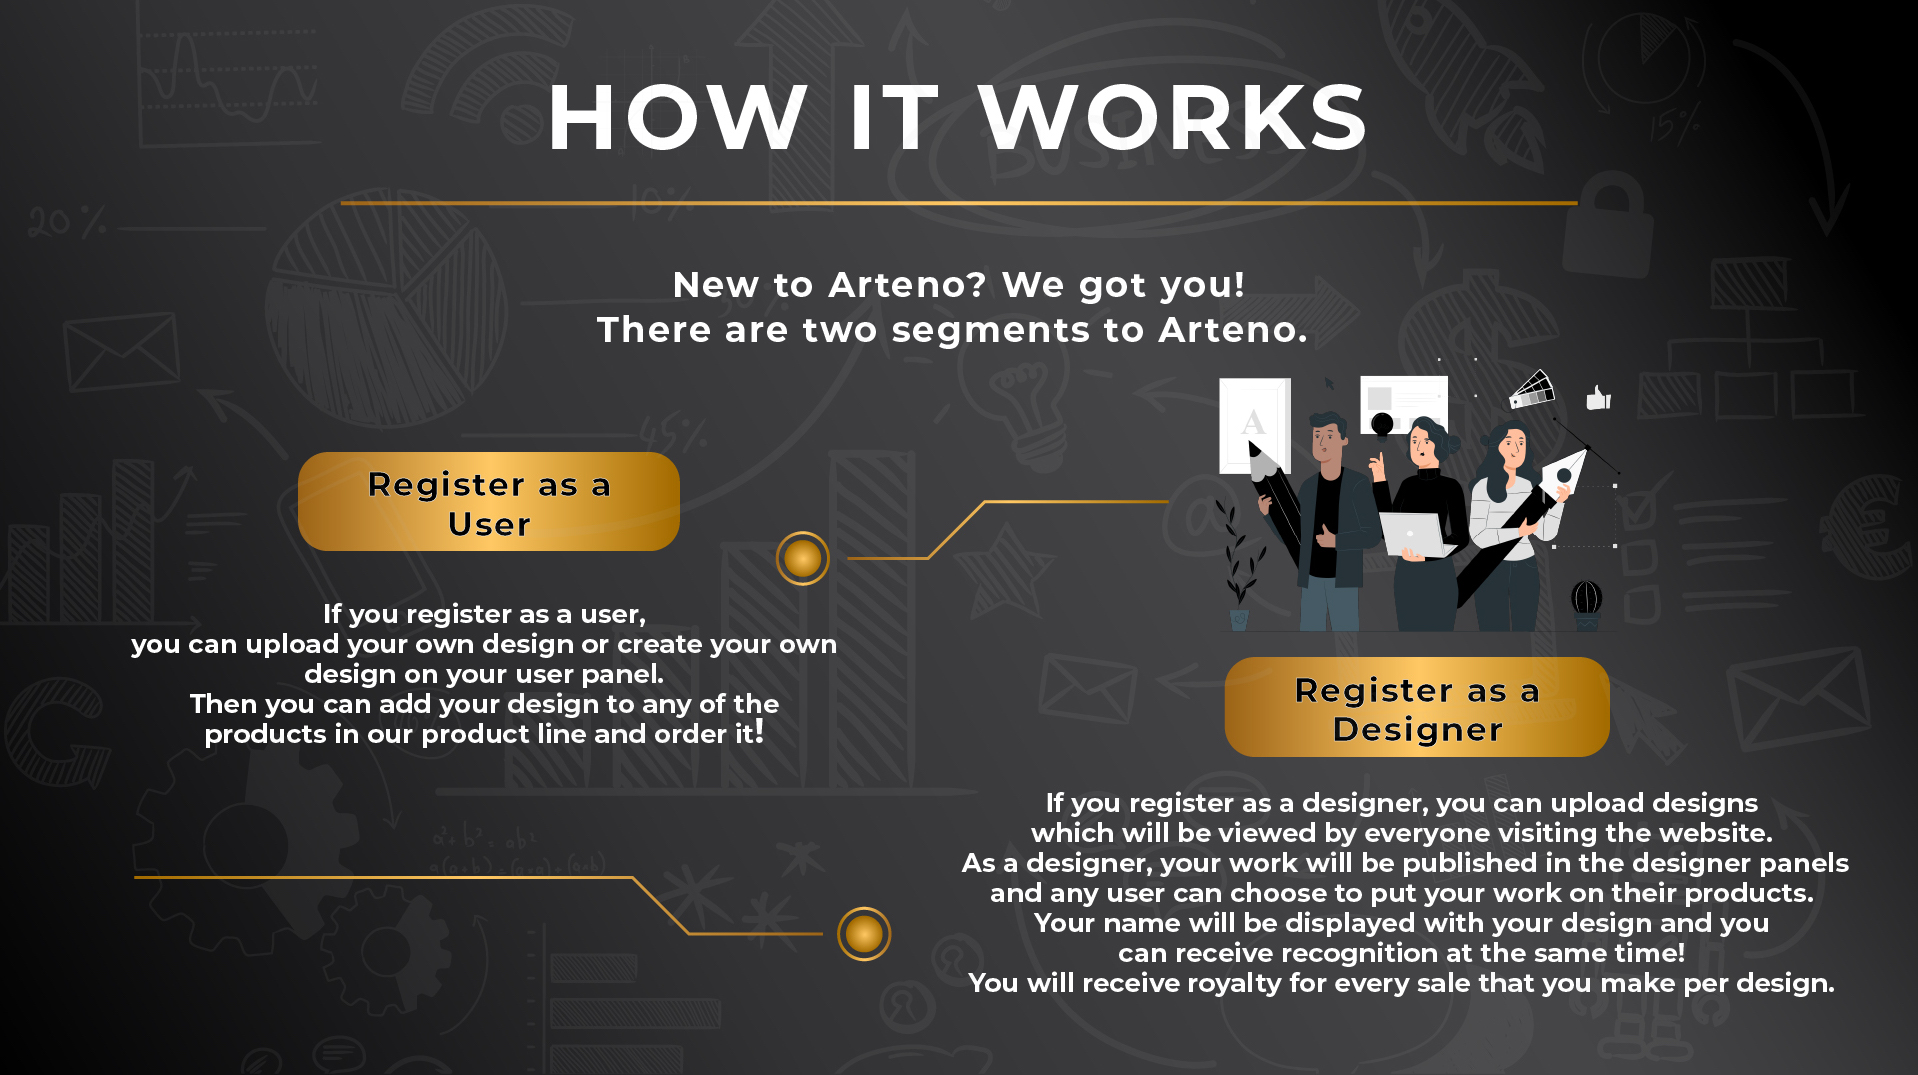 HOW IT WORKS
New to Arteno? We got you!
There are two segments to Arteno.
Register as a
User
If you register as a user,
you can upload your own design or create your own
design on your user panel.
Then you can add your design to any of the
products in our product line and order it!
A
Register as a
Designer
If you register as a designer, you can upload designs
which will be viewed by everyone visiting the website.
As a designer, your work will be published in the designer panels
and any user can choose to put your work on their products.
Your name will be displayed with your design and you
can receive recognition at the same time!
You will receive royalty for every sale that you make per design.
BUSINESS
20%
10%
15%
45%